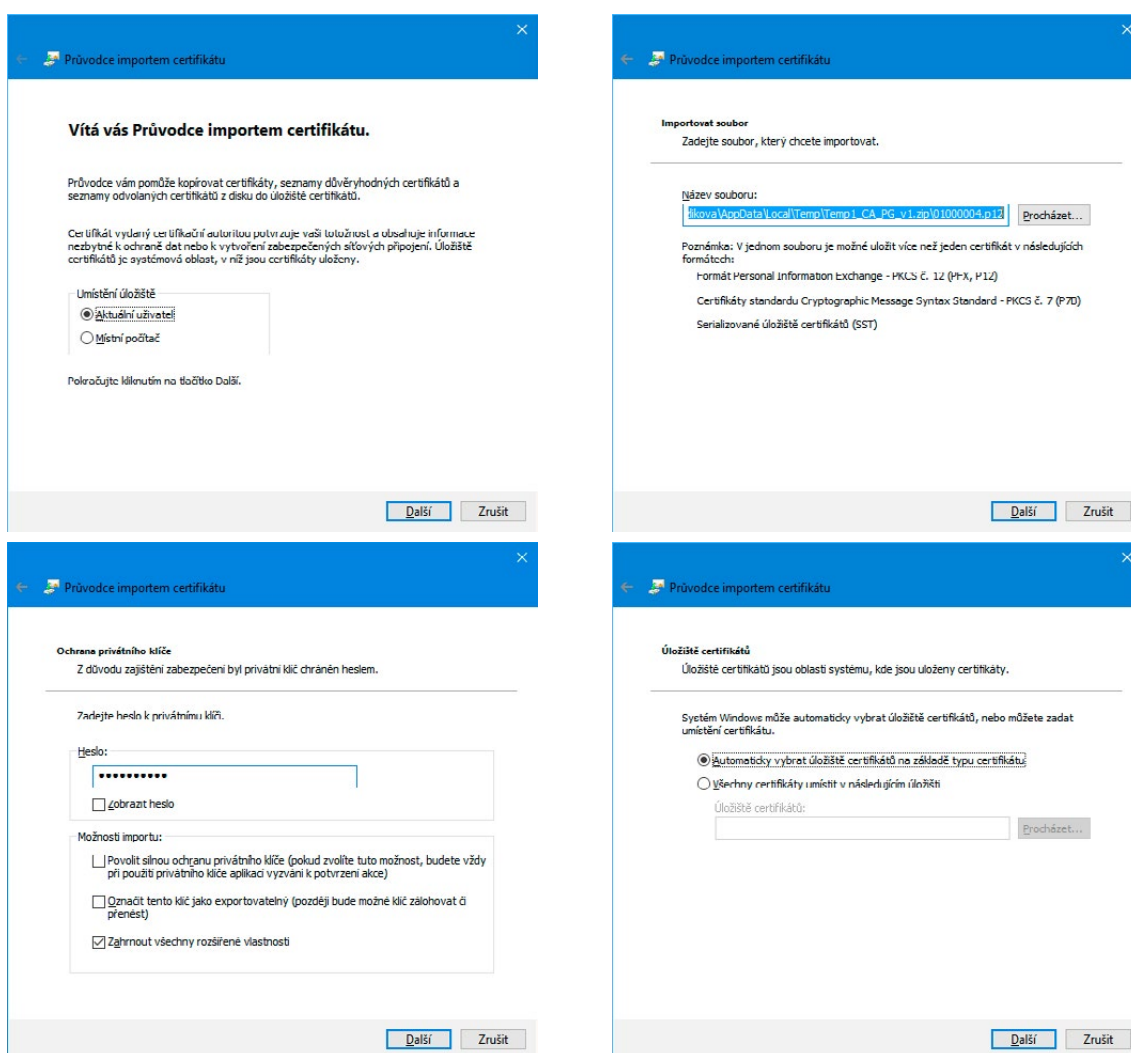 Průvodce importem certifikátu
Vítá vás Průvodce importem certifikátu.
Průvodce vám pomůže kopírovat certifikáty, seznamy důvěryhodných certifikátů a
seznamy odvolaných certifikátů z disku do úložiště certifikátů.
Certifikát vydaný certifikační autoritou potvrzuje vaši totožnost a obsahuje informace
nezbytné k ochraně dat nebo k vytvoření zabezpečených síťových připojení. Úložiště
certifikátů je systémová oblast, v níž jsou certifikáty uloženy.
Umístění úložiště
Aktuální uživatel
Místní počítač
Pokračujte kliknutím na tlačítko Další.
Další Zrušit
Průvodce importem certifikátu
Importovat soubor
Zadejte soubor, který chcete importovat.
Název souboru:
řikova\AppData\Local\Temp\Temp1_CA_PG_v1.zip\01000004.p12 Procházet...
Poznámka: V jednom souboru je možné uložit více než jeden certifikát v následujících
formátech:
Formát Personal Information Exchange - PKCS č. 12 (PFX, P12)
Certifikáty standardu Cryptographic Message Syntax Standard - PKCS č. 7 (P7B)
Serializované úložiště certifikátů (SST)
Další Zrušit
Průvodce importem certifikátu
Ochrana privátního klíče
Z důvodu zajištění zabezpečení byl privátní klíč chráněn heslem.
Zadejte heslo k privátnímu klíči.
Heslo:
●●●●●●●●●●
Zobrazit heslo
Možnosti importu:
Povolit silnou ochranu privátního klíče (pokud zvolíte tuto možnost, budete vždy
při použití privátního klíče aplikací vyzváni k potvrzení akce)
Označit tento klíč jako exportovatelný (později bude možné klíč zálohovat či
přenést)
Zahrnout všechny rozšířené vlastnosti
Další Zrušit
Průvodce importem certifikátu
Úložiště certifikátů
Úložiště certifikátů jsou oblasti systému, kde jsou uloženy certifikáty.
Systém Windows může automaticky vybrat úložiště certifikátů, nebo můžete zadat
umístění certifikátu.
Automaticky vybrat úložiště certifikátů na základě typu certifikátu
Všechny certifikáty umístit v následujícím úložišti
Úložiště certifikátů:
Procházet...
Další Zrušit